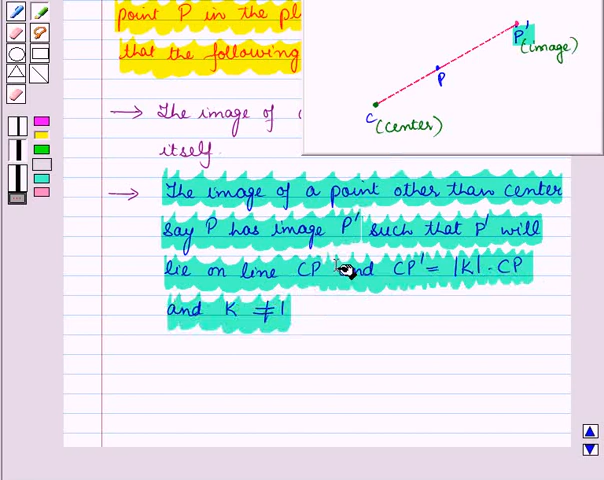 point P in the pl
that the following
→ The image of
itself.
→ The image of a point other than center
say P has image P' such that P' will
lie on line CP and CP' = |K| · CP
and K ≠ 1
P'
(image)
P
C
(center)